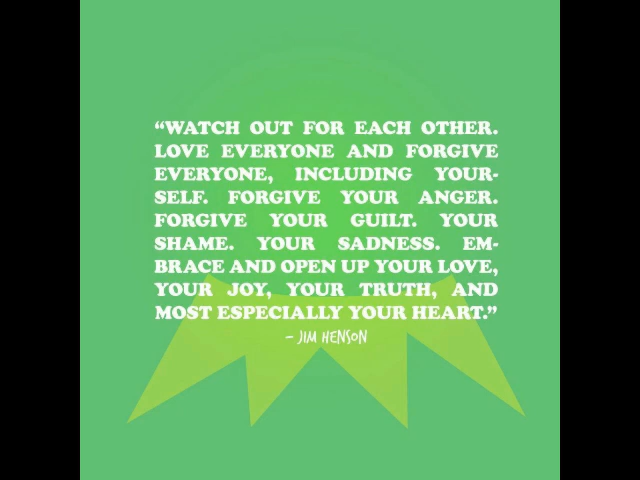 “WATCH OUT FOR EACH OTHER.
LOVE EVERYONE AND FORGIVE
EVERYONE, INCLUDING YOUR-
SELF. FORGIVE YOUR ANGER.
FORGIVE YOUR GUILT. YOUR
SHAME. YOUR SADNESS. EM-
BRACE AND OPEN UP YOUR LOVE,
YOUR JOY, YOUR TRUTH, AND
MOST ESPECIALLY YOUR HEART.”
- JIM HENSON